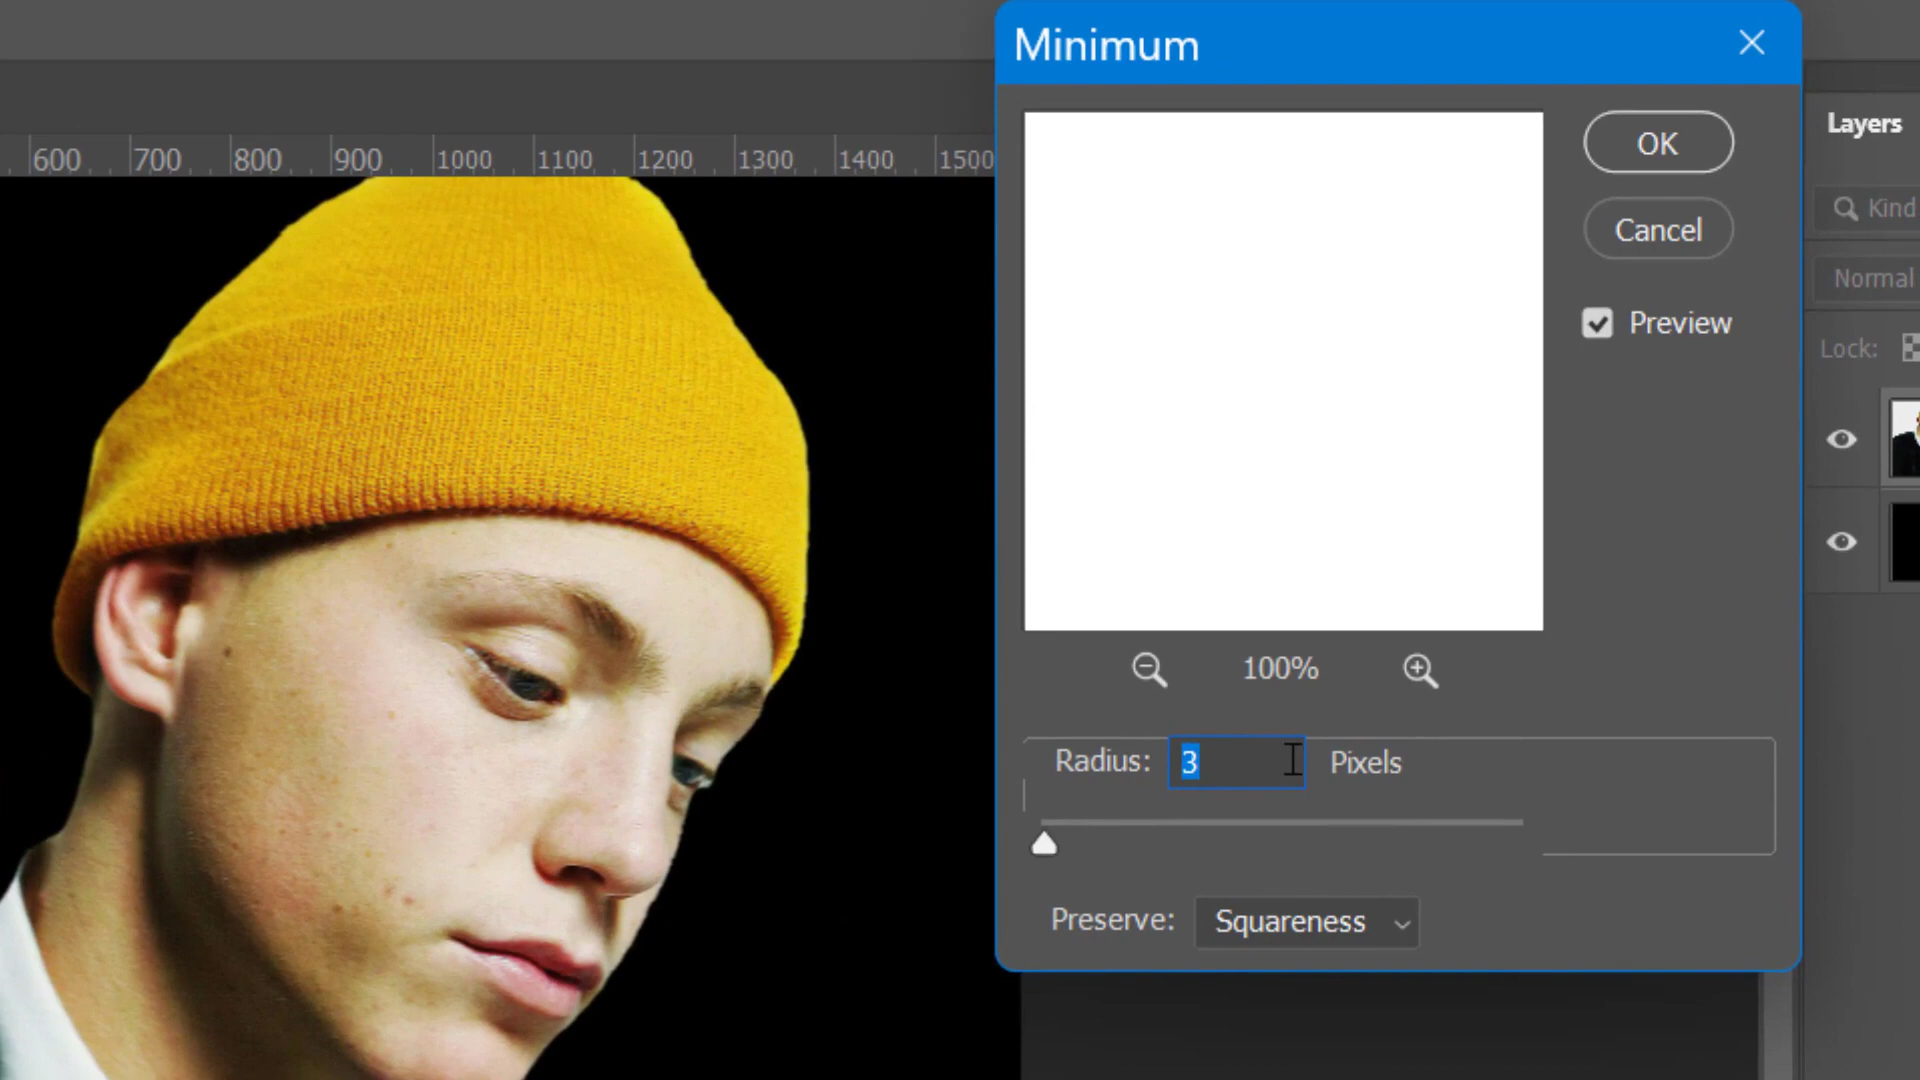 Minimum
600 700 800 900 1000 1100 1200 1300 1400 1500
OK
Layers
Cancel
Kind
Preview
Normal
Lock:
100%
Radius: 3 Pixels
Preserve: Squareness